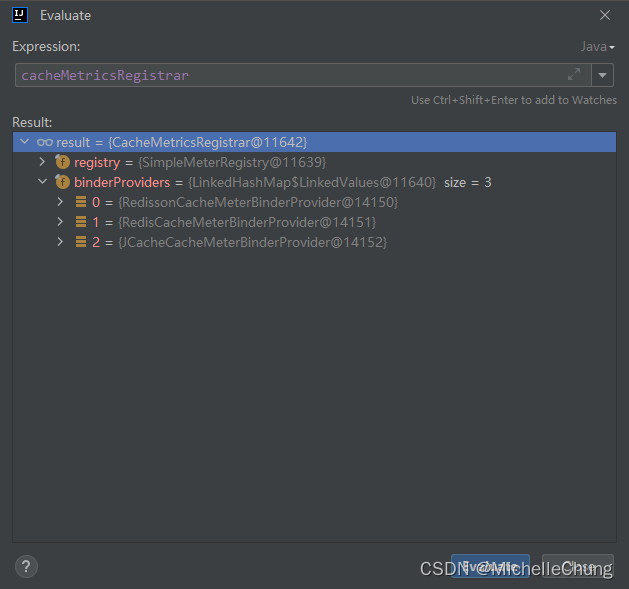 Evaluate
Expression:
Java
cacheMetricsRegistrar
Use Ctrl+Shift+Enter to add to Watches
Result:
result = {CacheMetricsRegistrar@11642}
registry = {SimpleMeterRegistry@11639}
binderProviders = {LinkedHashMap$LinkedValues@11640} size = 3
0 = {RedissonCacheMeterBinderProvider@14150}
1 = {RedisCacheMeterBinderProvider@14151}
2 = {JCacheCacheMeterBinderProvider@14152}
?
Evaluate
Close
CSDN @MichelleChung